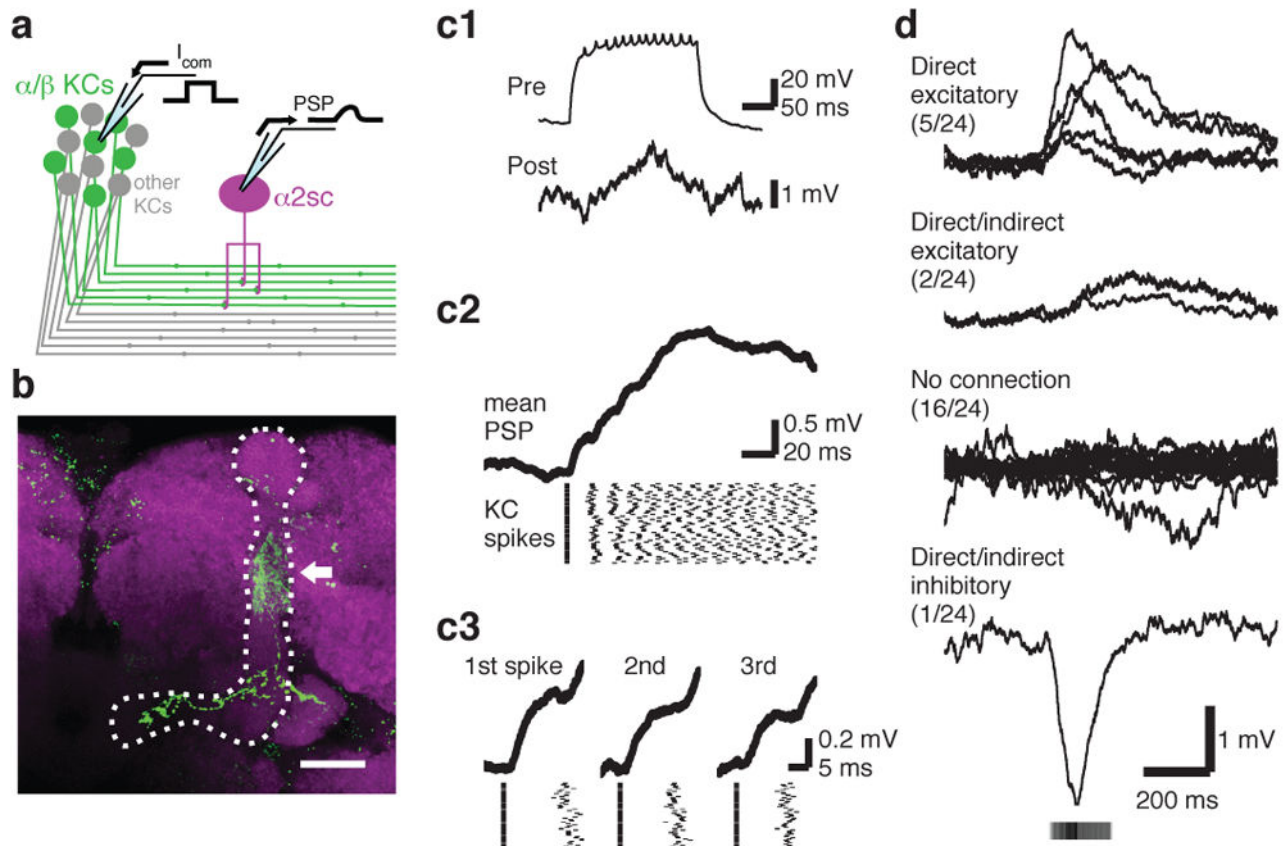 a
I_com
α/β KCs
PSP
other
KCs
α2sc
b
c1
Pre
20 mV
50 ms
Post
1 mV
c2
mean
PSP
0.5 mV
20 ms
KC
spikes
c3
1st spike
2nd
3rd
0.2 mV
5 ms
d
Direct
excitatory
(5/24)
Direct/indirect
excitatory
(2/24)
No connection
(16/24)
Direct/indirect
inhibitory
(1/24)
1 mV
200 ms